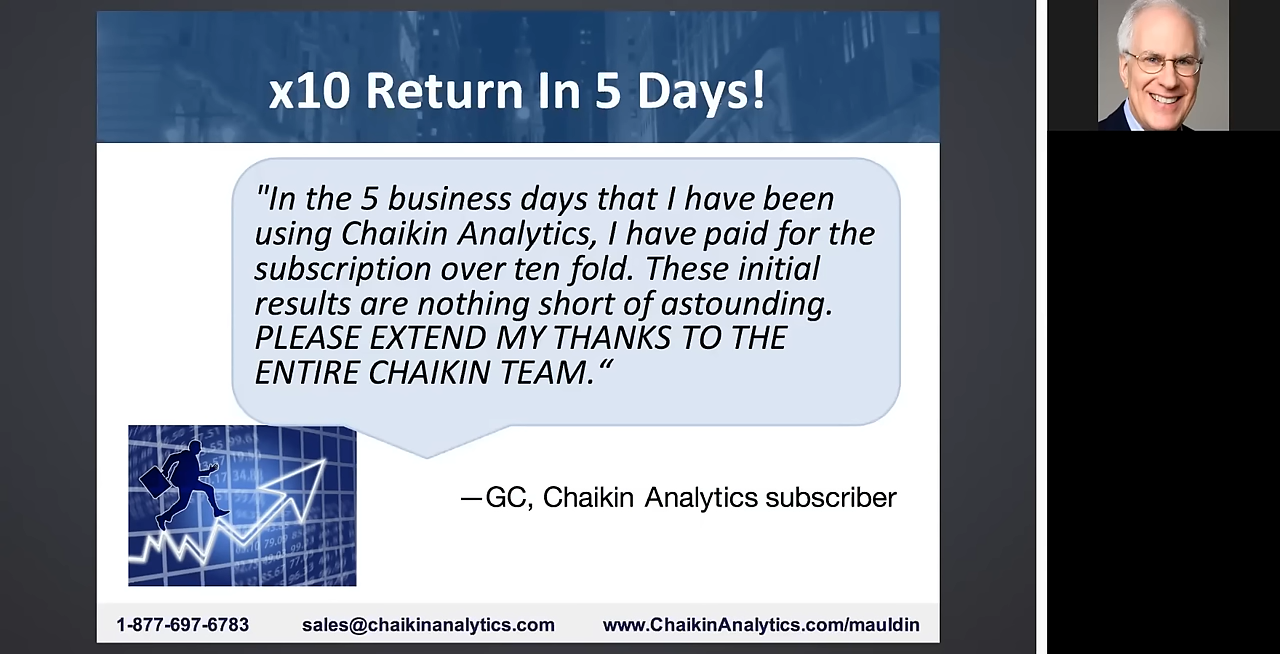 x10 Return In 5 Days!
"In the 5 business days that I have been
using Chaikin Analytics, I have paid for the
subscription over ten fold. These initial
results are nothing short of astounding.
PLEASE EXTEND MY THANKS TO THE
ENTIRE CHAIKIN TEAM.“
—GC, Chaikin Analytics subscriber
1-877-697-6783 sales@chaikinanalytics.com www.ChaikinAnalytics.com/mauldin